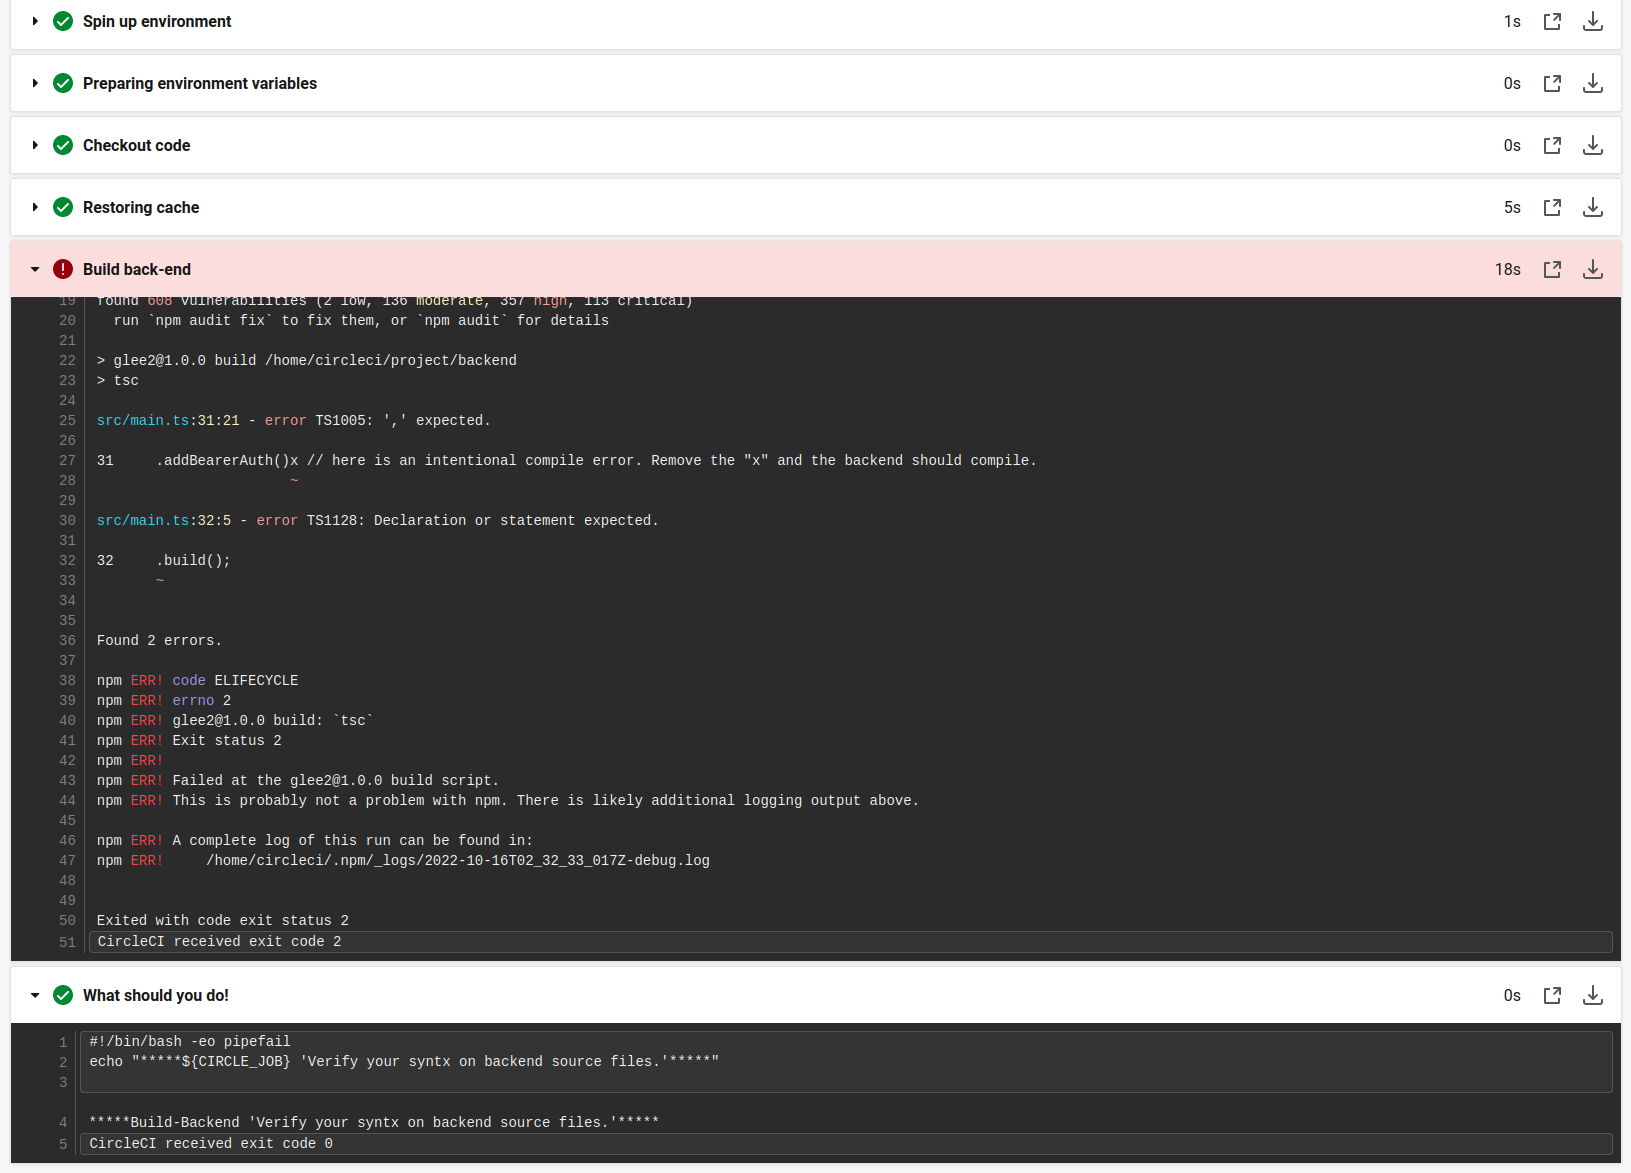 Spin up environment 1s
Preparing environment variables 0s
Checkout code 0s
Restoring cache 5s
Build back-end 18s
19 found 608 vulnerabilities (2 low, 136 moderate, 357 high, 113 critical)
20   run `npm audit fix` to fix them, or `npm audit` for details
21
22 > glee2@1.0.0 build /home/circleci/project/backend
23 > tsc
24
25 src/main.ts:31:21 - error TS1005: ',' expected.
26
27 31     .addBearerAuth()x // here is an intentional compile error. Remove the "x" and the backend should compile.
28                        ~
29
30 src/main.ts:32:5 - error TS1128: Declaration or statement expected.
31
32 32     .build();
33        ~
34
35
36 Found 2 errors.
37
38 npm ERR! code ELIFECYCLE
39 npm ERR! errno 2
40 npm ERR! glee2@1.0.0 build: `tsc`
41 npm ERR! Exit status 2
42 npm ERR!
43 npm ERR! Failed at the glee2@1.0.0 build script.
44 npm ERR! This is probably not a problem with npm. There is likely additional logging output above.
45
46 npm ERR! A complete log of this run can be found in:
47 npm ERR!     /home/circleci/.npm/_logs/2022-10-16T02_32_33_017Z-debug.log
48
49
50 Exited with code exit status 2
51 CircleCI received exit code 2
What should you do! 0s
1 #!/bin/bash -eo pipefail
2 echo "*****${CIRCLE_JOB} 'Verify your syntx on backend source files.'*****"
3
4 *****Build-Backend 'Verify your syntx on backend source files.'*****
5 CircleCI received exit code 0